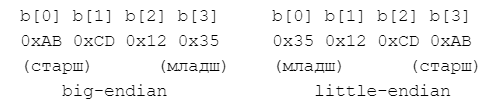 b[0] b[1] b[2] b[3] b[0] b[1] b[2] b[3]
0xAB 0xCD 0x12 0x35 0x35 0x12 0xCD 0xAB
(старш) (младш) (младш) (старш)
big-endian little-endian